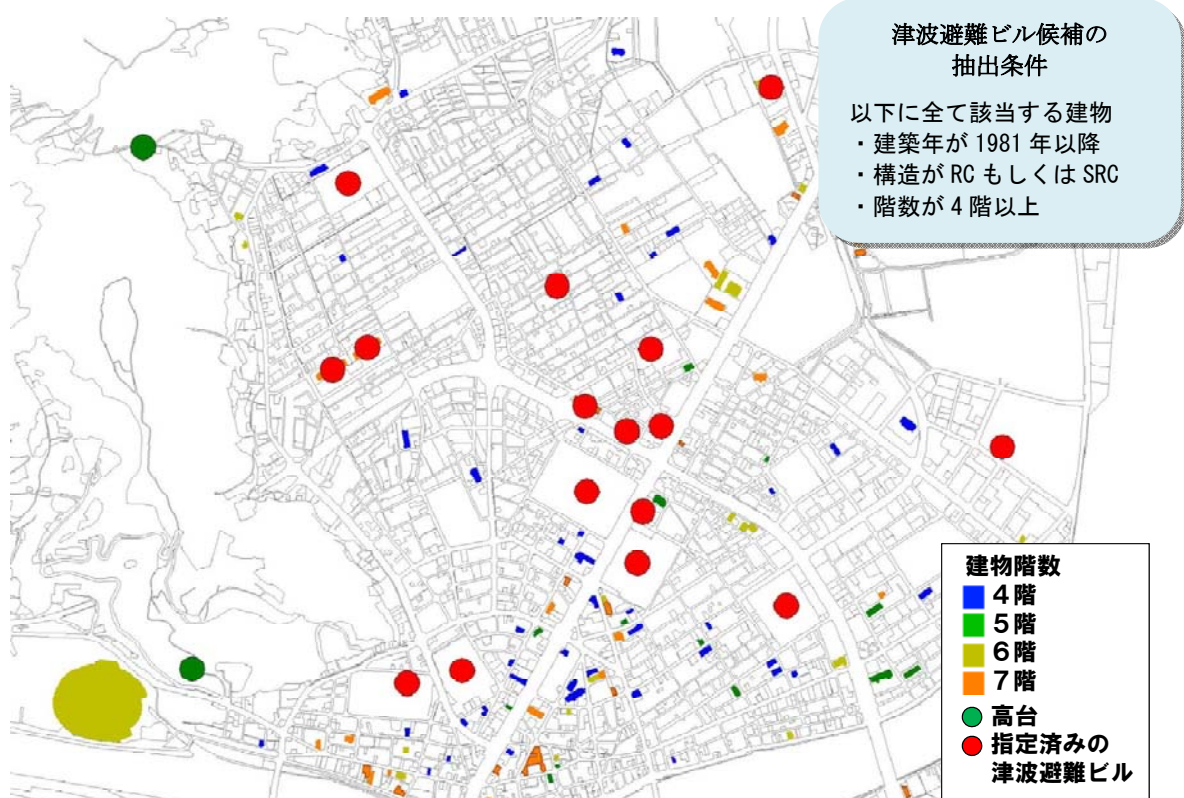 津波避難ビル候補の
抽出条件
以下に全て該当する建物
・建築年が 1981 年以降
・構造が RC もしくは SRC
・階数が 4 階以上
建物階数
４階
５階
６階
７階
高台
指定済みの
津波避難ビル